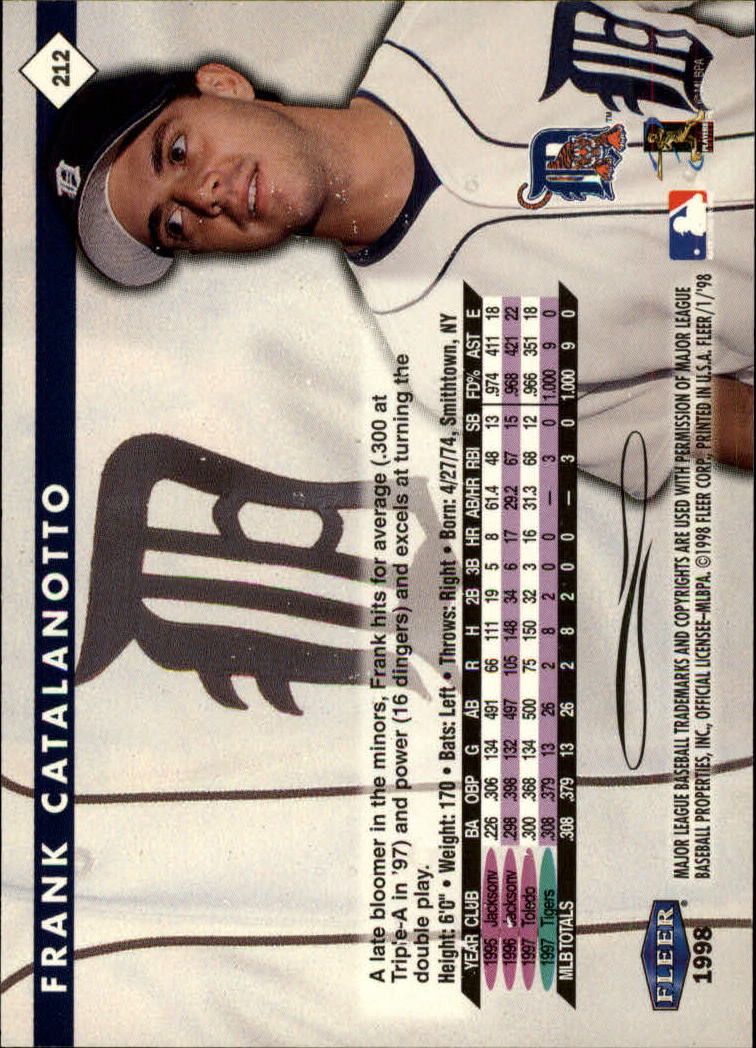 212
FRANK CATALANOTTO
A late bloomer in the minors, Frank hits for average (.300 at
Triple-A in '97) and power (16 dingers) and excels at turning the
double play.
Height: 6'0" • Weight: 170 • Bats: Left • Throws: Right • Born: 4/27/74, Smithtown, NY
YEAR CLUB BA OBP G AB R H 2B 3B HR AB/HR RBI SB FD% AST E
1995 Jacksonv .226 .306 134 491 66 111 19 5 8 61.4 48 13 .974 411 18
1996 Jacksonv .298 .398 132 497 105 148 34 6 17 29.2 67 15 .968 421 22
1997 Toledo .300 .368 134 500 75 150 32 3 16 31.3 68 12 .966 351 18
1997 Tigers .308 .379 13 26 2 8 2 0 0 — 3 0 1.000 9 0
MLB TOTALS .308 .379 13 26 2 8 2 0 0 — 3 0 1.000 9 0
FLEER®
1998
MAJOR LEAGUE BASEBALL TRADEMARKS AND COPYRIGHTS ARE USED WITH PERMISSION OF MAJOR LEAGUE
BASEBALL PROPERTIES, INC., OFFICIAL LICENSEE–MLBPA. ©1998 FLEER CORP., PRINTED IN U.S.A. FLEER/1/'98
D
D
D
D
TM
©MLBPA